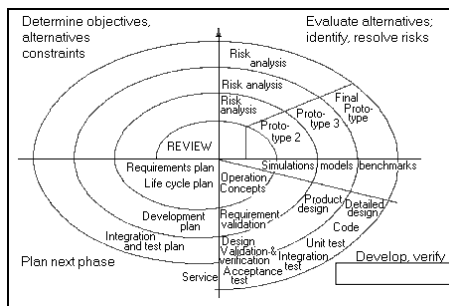 Determine objectives,
alternatives
constraints
Evaluate alternatives;
identify, resolve risks
Risk
analysis
Risk analysis
Risk
analysis
Final
Proto-
type
Proto-
type 3
Proto-
type 2
REVIEW
Requirements plan
Life cycle plan
Simulations
models
benchmarks
Operation
Concepts
Development
plan
Requirement
validation
Product
design
Detailed
design
Code
Integration
and test plan
Design
Validation&
verification
Unit test
Integration
test
Acceptance
test
Service
Plan next phase
Develop, verify